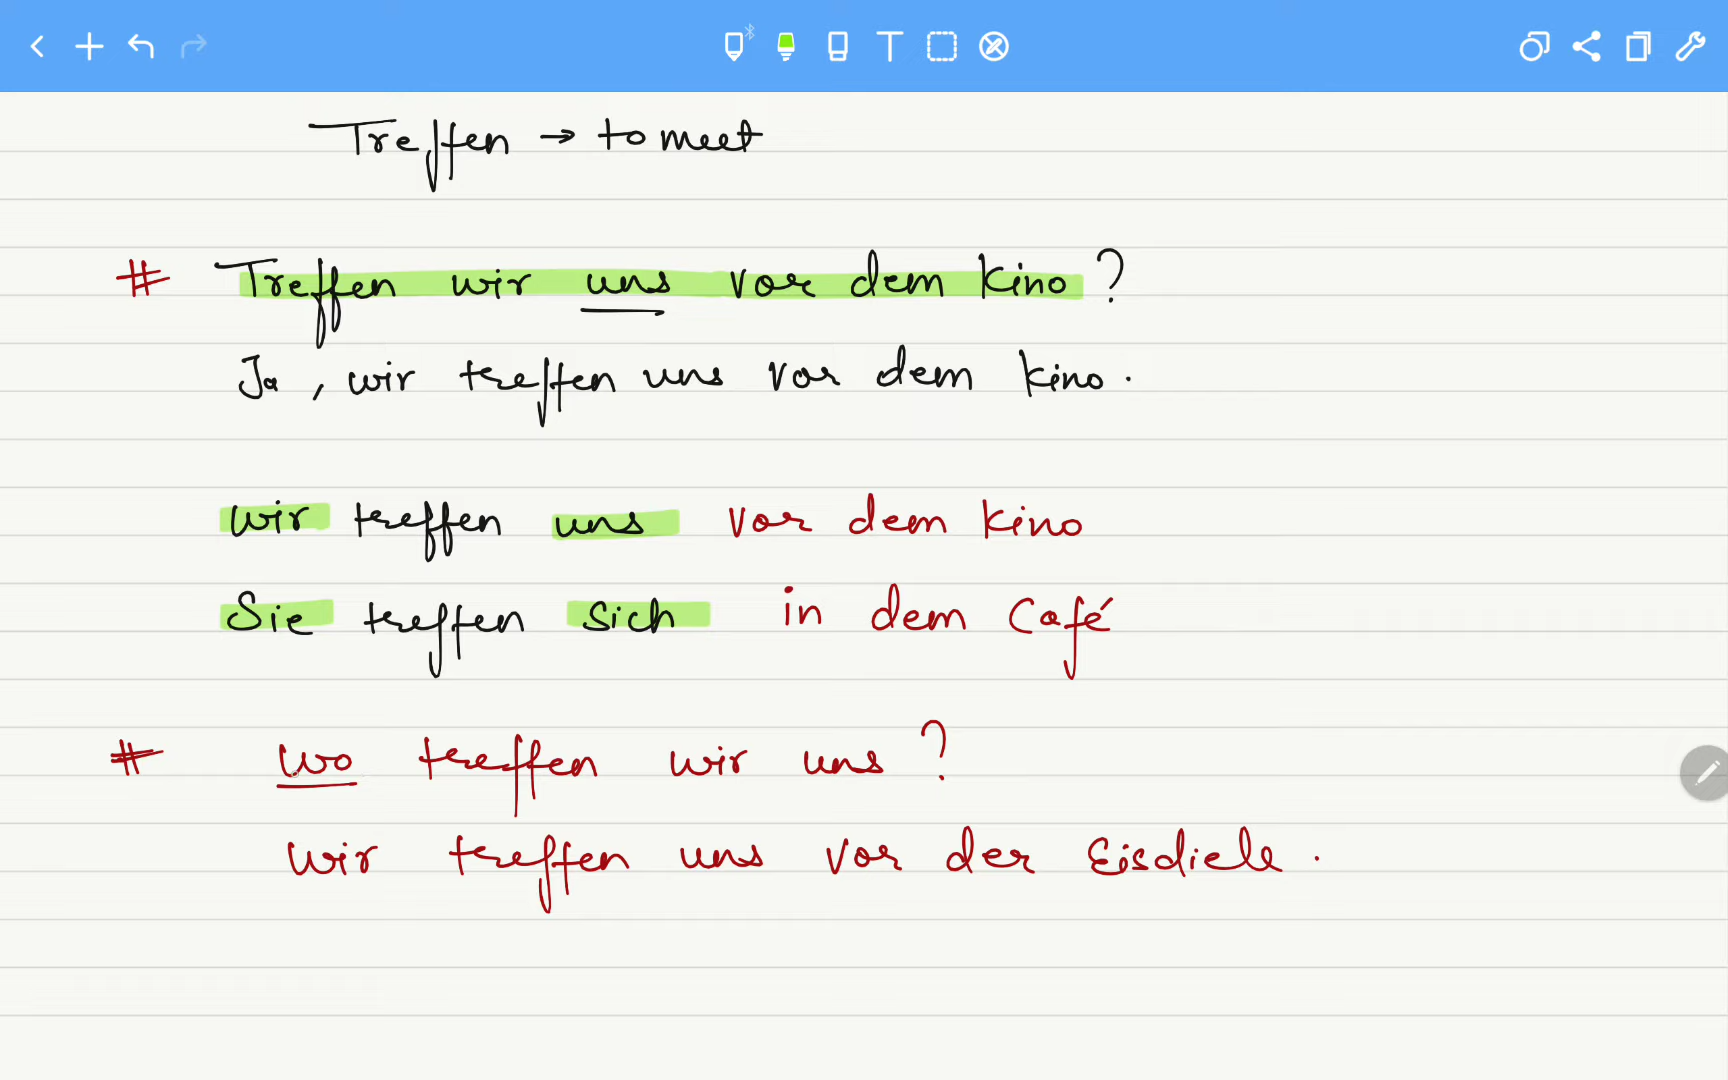 Treffen → to meet
# Treffen wir uns vor dem Kino?
Ja, wir treffen uns vor dem Kino.
Wir treffen uns vor dem Kino
Sie treffen sich in dem Café
# Wo treffen wir uns?
Wir treffen uns vor der Eisdiele.